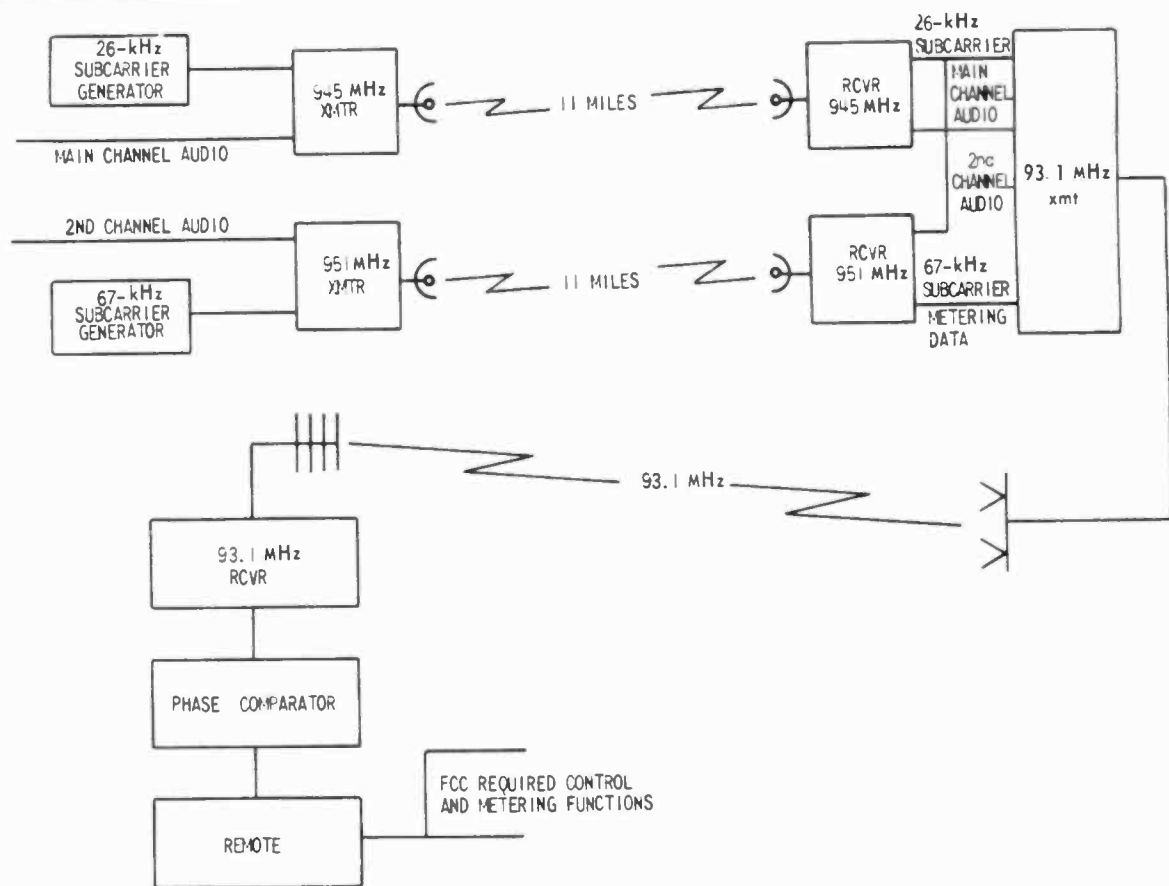 26-kHz
SUBCARRIER
GENERATOR
945 MHz
XMTR
11 MILES
RCVR
945 MHz
26-kHz
SUBCARRIER
MAIN
CHANNEL
AUDIO
MAIN CHANNEL AUDIO
2nc
CHANNEL
AUDIO
93.1 MHz
xmt
2ND CHANNEL AUDIO
951 MHz
XMTR
11 MILES
RCVR
951 MHz
67-kHz
SUBCARRIER
METERING
DATA
67-kHz
SUBCARRIER
GENERATOR
93.1 MHz
93.1 MHz
RCVR
PHASE COMPARATOR
FCC REQUIRED CONTROL
AND METERING FUNCTIONS
REMOTE